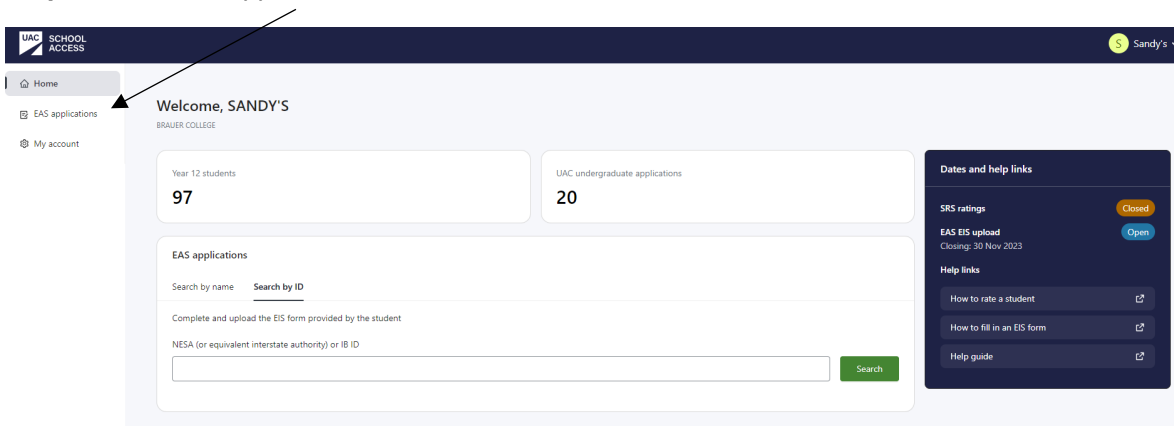 UAC SCHOOL
ACCESS
S Sandy's
Home
EAS applications
My account
Welcome, SANDY'S
BRAUER COLLEGE
Year 12 students
97
UAC undergraduate applications
20
EAS applications
Search by name Search by ID
Complete and upload the EIS form provided by the student
NESA (or equivalent interstate authority) or IB ID
Search
Dates and help links
SRS ratings Closed
EAS EIS upload Open
Closing: 30 Nov 2023
Help links
How to rate a student
How to fill in an EIS form
Help guide